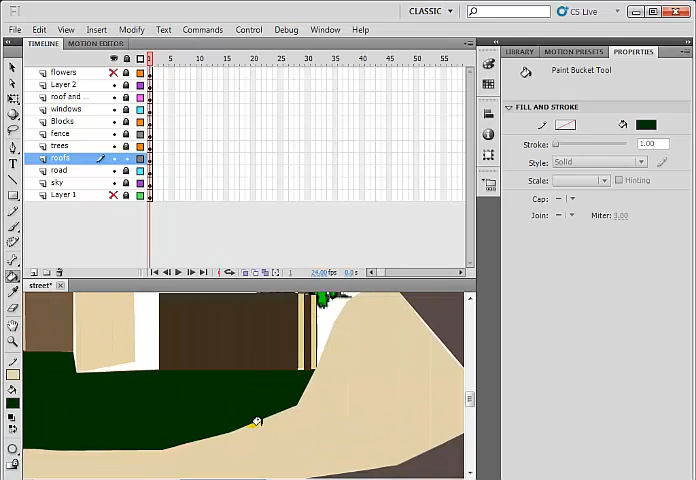 Fl
CLASSIC
CS Live
File Edit View Insert Modify Text Commands Control Debug Window Help
TIMELINE MOTION EDITOR
LIBRARY MOTION PRESETS PROPERTIES
1 5 10 15 20 25 30 35 40 45 50 55
Paint Bucket Tool
flowers
Layer 2
roof and ...
windows
Blocks
fence
trees
roofs
road
sky
Layer 1
FILL AND STROKE
Stroke: 1.00
Style: Solid
Scale: Hinting
Cap:
Join: Miter: 3.00
1 24.00 fps 0.0 s
street*